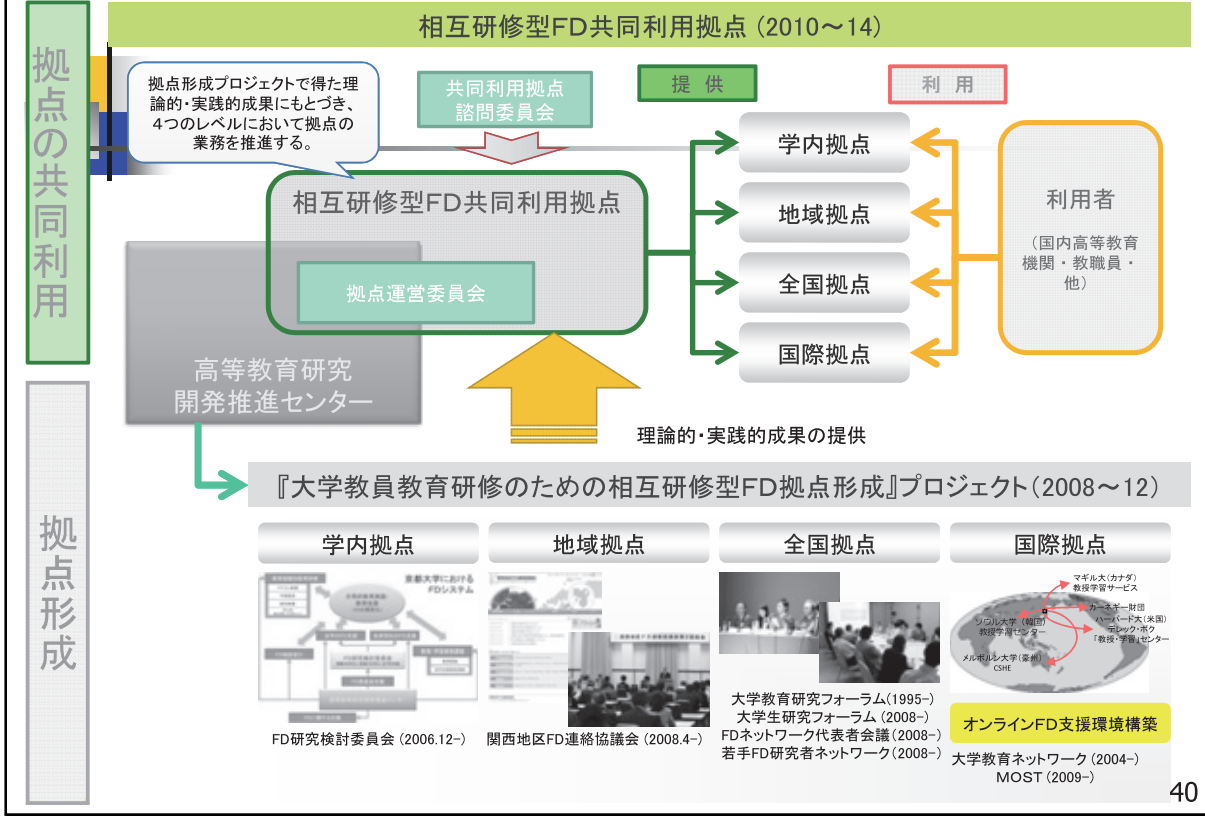 相互研修型FD共同利用拠点（2010～14）
拠点の共同利用
拠点形成プロジェクトで得た理
論的・実践的成果にもとづき、
４つのレベルにおいて拠点の
業務を推進する。
共同利用拠点
諮問委員会
提 供
利 用
相互研修型FD共同利用拠点
拠点運営委員会
高等教育研究
開発推進センター
学内拠点
地域拠点
全国拠点
国際拠点
利用者
（国内高等教育
機関・教職員・
他）
理論的・実践的成果の提供
拠点形成
『大学教員教育研修のための相互研修型FD拠点形成』プロジェクト（2008～12）
学内拠点
京都大学における
FDシステム
FD研究検討委員会（2006.12-）
地域拠点
関西地区FD連絡協議会（2008.4-）
全国拠点
大学教育研究フォーラム（1995-）
大学生研究フォーラム（2008-）
FDネットワーク代表者会議（2008-）
若手FD研究者ネットワーク（2008-）
国際拠点
マギル大（カナダ）
教授学習サービス
カーネギー財団
ハーバード大（米国）
デレック・ボク
「教授・学習」センター
ソウル大学（韓国）
教授学習センター
メルボルン大学（豪州）
CSHE
オンラインFD支援環境構築
大学教育ネットワーク（2004-）
MOST（2009-）
40